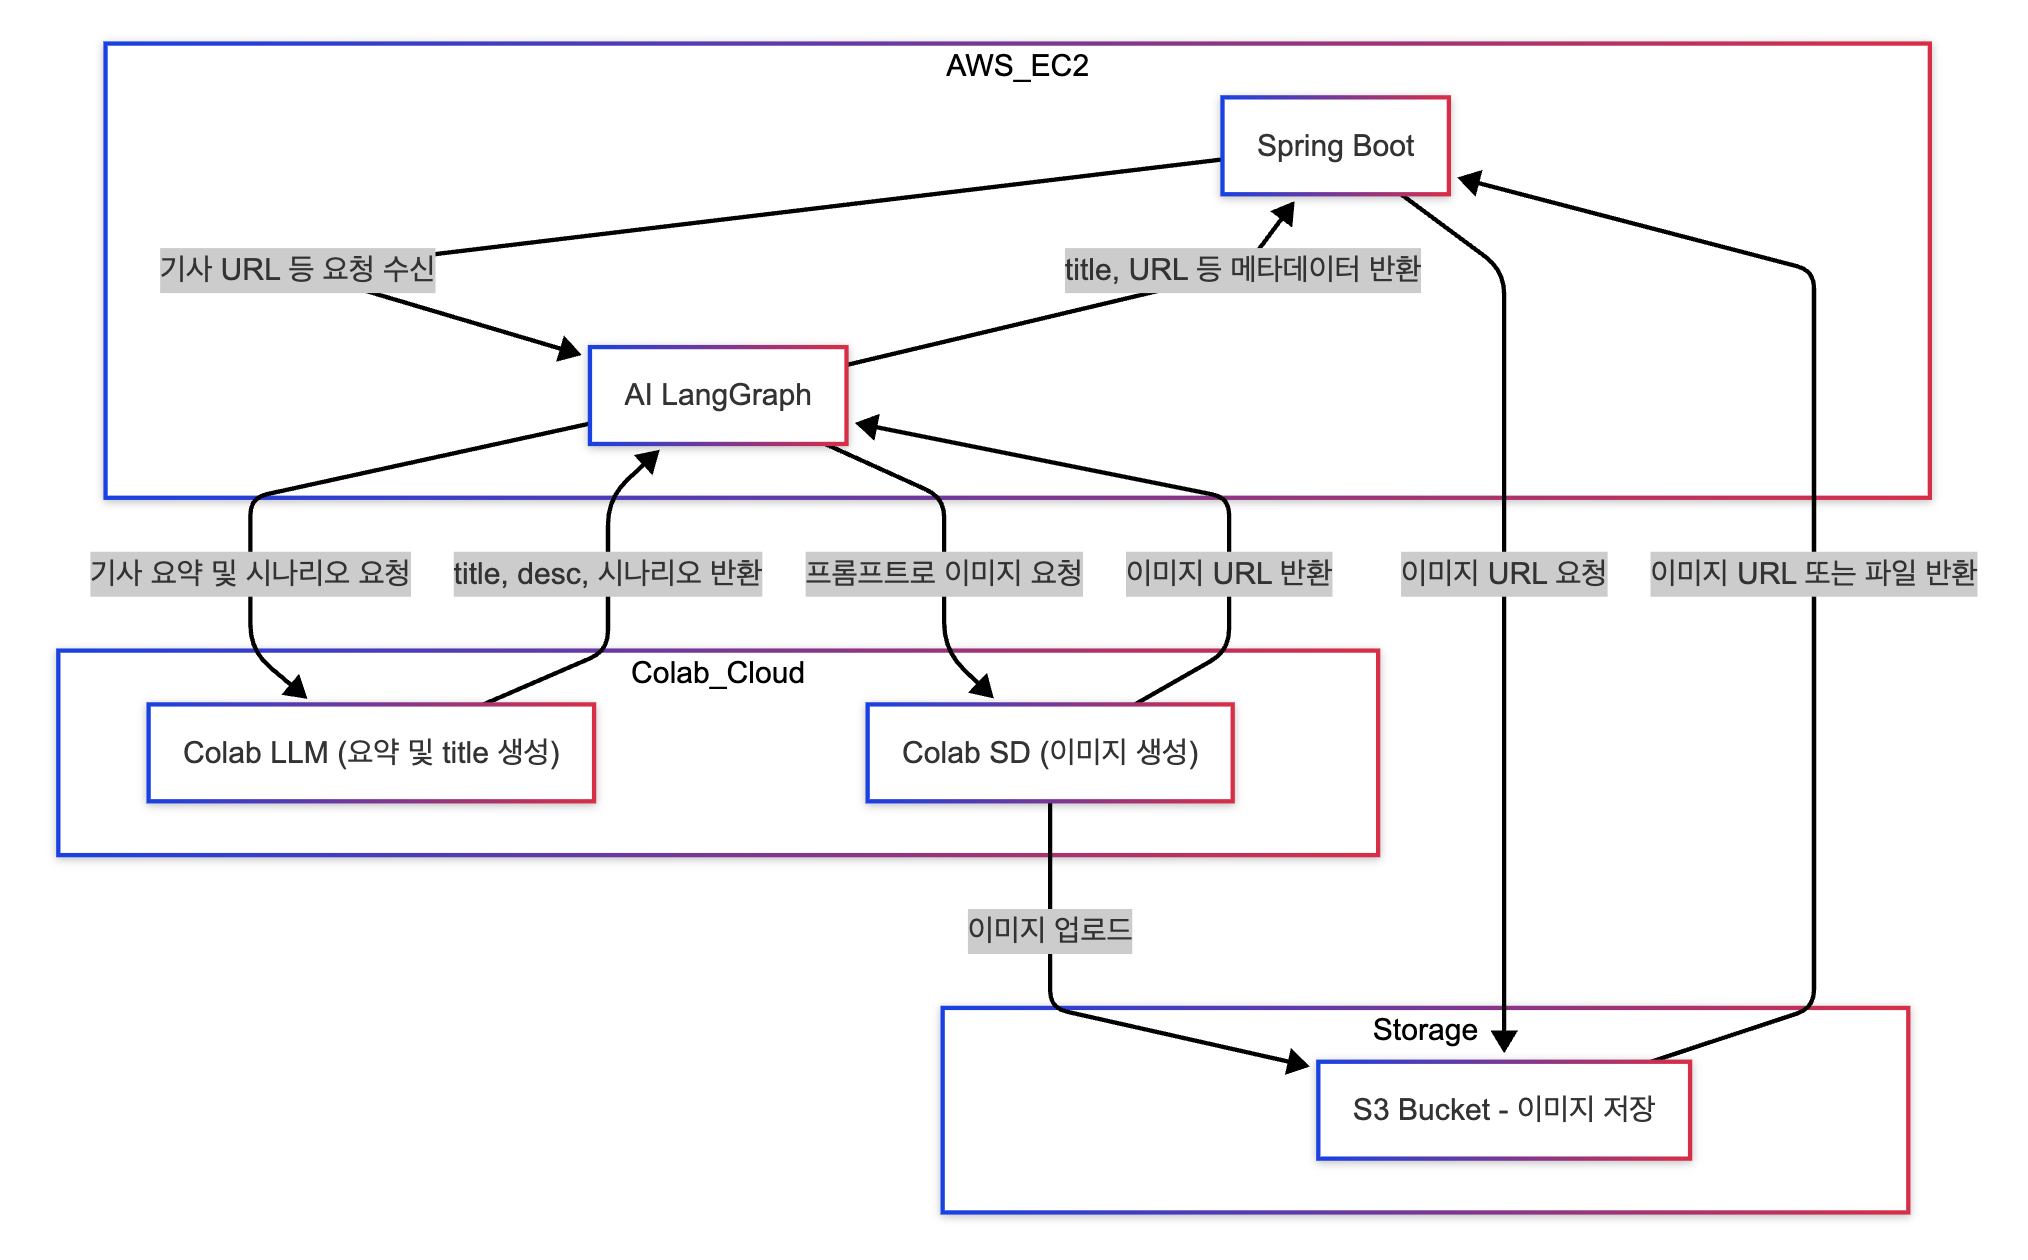 AWS_EC2
Spring Boot
기사 URL 등 요청 수신
title, URL 등 메타데이터 반환
AI LangGraph
기사 요약 및 시나리오 요청
title, desc, 시나리오 반환
프롬프트로 이미지 요청
이미지 URL 반환
이미지 URL 요청
이미지 URL 또는 파일 반환
Colab_Cloud
Colab LLM (요약 및 title 생성)
Colab SD (이미지 생성)
이미지 업로드
Storage
S3 Bucket - 이미지 저장